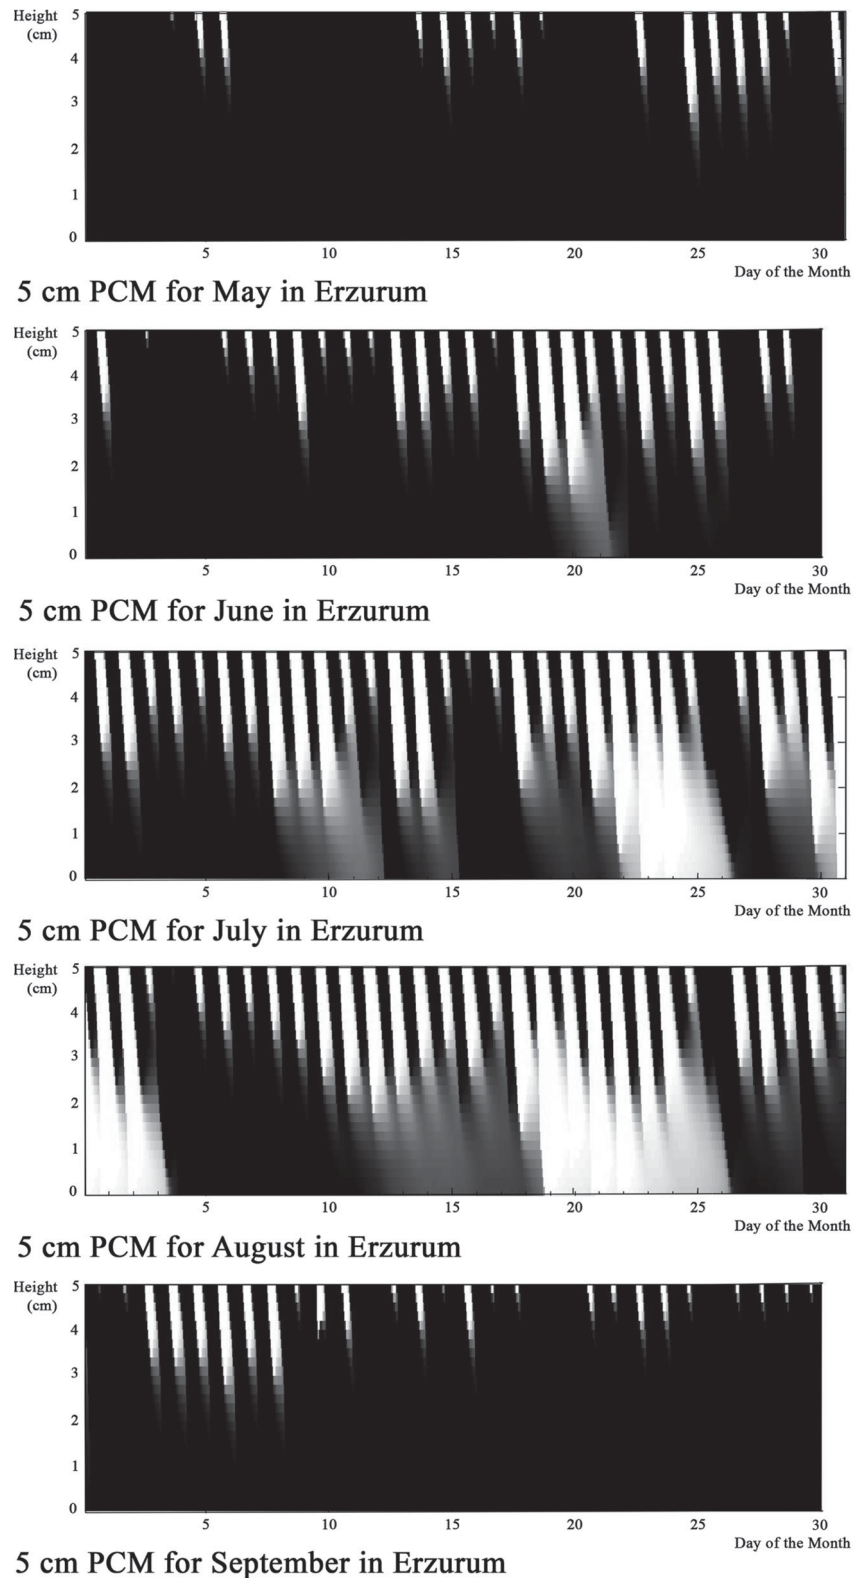 Height 5
(cm)
4
3
2
1
0
5 10 15 20 25 30
Day of the Month
5 cm PCM for May in Erzurum
Height 5
(cm)
4
3
2
1
0
5 10 15 20 25 30
Day of the Month
5 cm PCM for June in Erzurum
Height 5
(cm)
4
3
2
1
0
5 10 15 20 25 30
Day of the Month
5 cm PCM for July in Erzurum
Height 5
(cm)
4
3
2
1
0
5 10 15 20 25 30
Day of the Month
5 cm PCM for August in Erzurum
Height 5
(cm)
4
3
2
1
0
5 10 15 20 25 30
Day of the Month
5 cm PCM for September in Erzurum